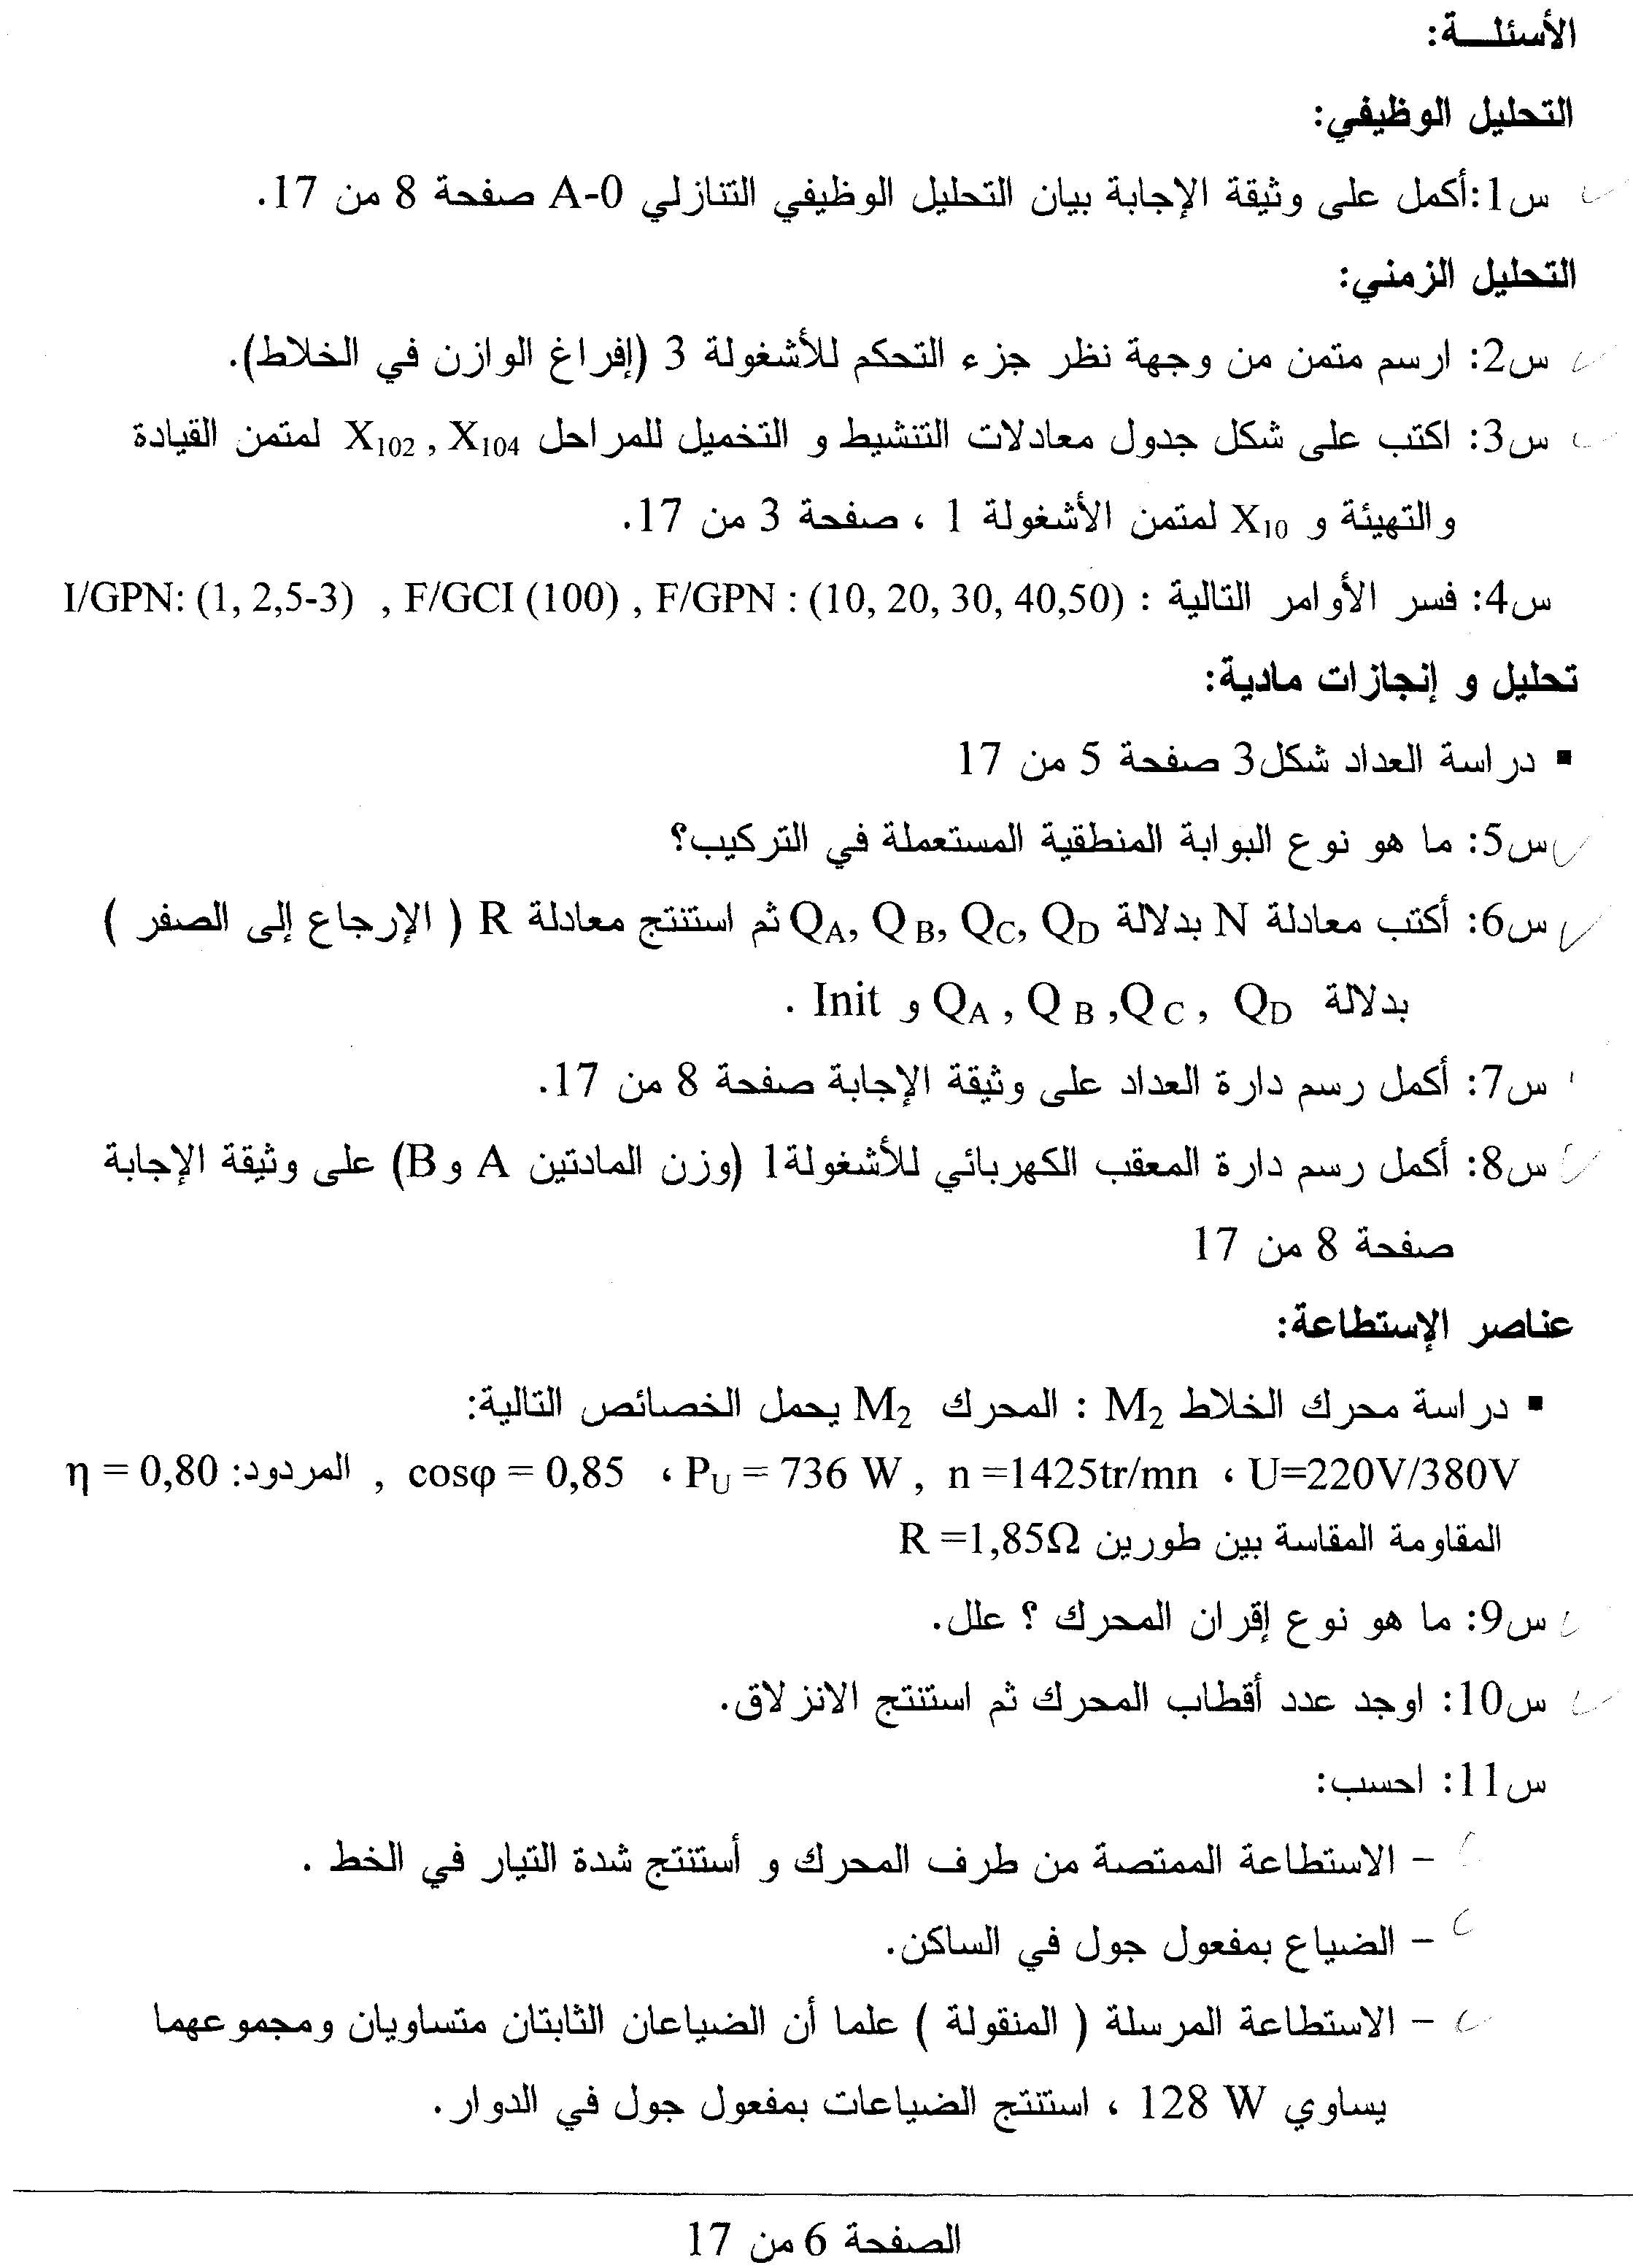 الأسئلـــة:
التحليل الوظيفي:
س1:أكمل على وثيقة الإجابة بيان التحليل الوظيفي التنازلي A-0 صفحة 8 من 17.
التحليل الزمني:
س2: ارسم متمن من وجهة نظر جزء التحكم للأشغولة 3 (إفراغ الوازن في الخلاط).
س3: اكتب على شكل جدول معادلات التنشيط و التخميل للمراحل X102 , X104 لمتمن القيادة
والتهيئة و X10 لمتمن الأشغولة 1 ، صفحة 3 من 17.
س4: فسر الأوامر التالية : I/GPN: (1, 2,5-3) , F/GCI (100) , F/GPN : (10, 20, 30, 40,50)
تحليل و إنجازات مادية:
▪ دراسة العداد شكل3 صفحة 5 من 17
س5: ما هو نوع البوابة المنطقية المستعملة في التركيب؟
س6: أكتب معادلة N بدلالة QA, QB, QC, QD ثم استنتج معادلة R ( الإرجاع إلى الصفر )
بدلالة QA , QB ,QC , QD و Init .
س7: أكمل رسم دارة العداد على وثيقة الإجابة صفحة 8 من 17.
س8: أكمل رسم دارة المعقب الكهربائي للأشغولة1 (وزن المادتين A وB) على وثيقة الإجابة
صفحة 8 من 17
عناصر الإستطاعة:
▪ دراسة محرك الخلاط M2 : المحرك M2 يحمل الخصائص التالية:
U=220V/380V ، n =1425tr/mn , PU = 736 W ، cosφ = 0,85 , المردود: η = 0,80
المقاومة المقاسة بين طورين R =1,85Ω
س9: ما هو نوع إقران المحرك ؟ علل.
س10: اوجد عدد أقطاب المحرك ثم استنتج الانزلاق.
س11: احسب:
– الاستطاعة الممتصة من طرف المحرك و أستنتج شدة التيار في الخط .
– الضياع بمفعول جول في الساكن.
– الاستطاعة المرسلة ( المنقولة ) علما أن الضياعان الثابتان متساويان ومجموعهما
يساوي 128 W ، استنتج الضياعات بمفعول جول في الدوار.
الصفحة 6 من 17